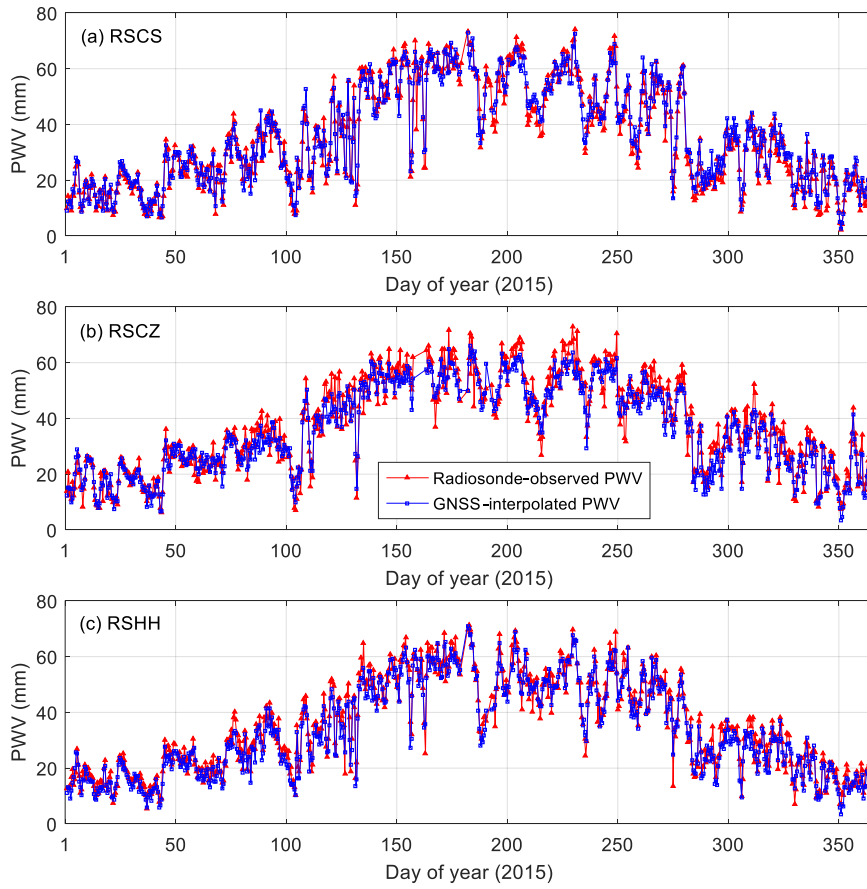 (a) RSCS
PWV (mm)
80
60
40
20
0
1 50 100 150 200 250 300 350
Day of year (2015)
(b) RSCZ
PWV (mm)
80
60
40
20
0
Radiosonde-observed PWV
GNSS-interpolated PWV
1 50 100 150 200 250 300 350
Day of year (2015)
(c) RSHH
PWV (mm)
80
60
40
20
0
1 50 100 150 200 250 300 350
Day of year (2015)